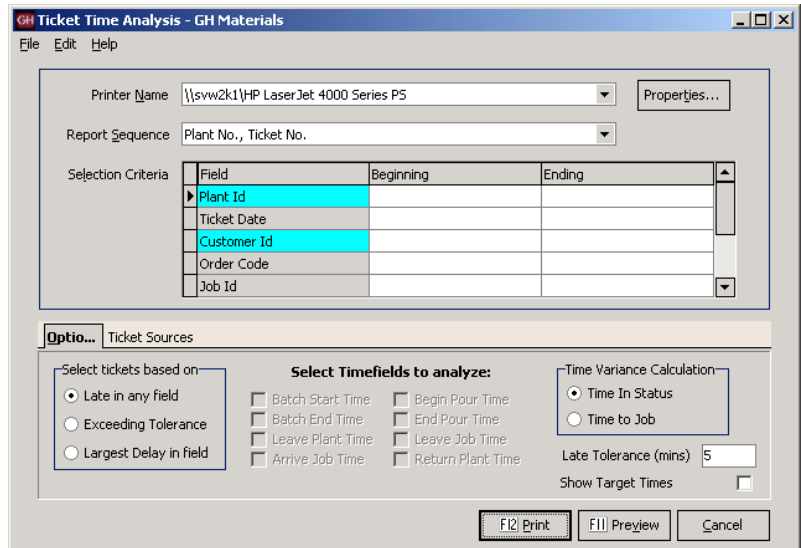 GH Ticket Time Analysis - GH Materials
File Edit Help
Printer Name \\svw2k1\HP LaserJet 4000 Series PS Properties...
Report Sequence Plant No., Ticket No.
Selection Criteria Field Beginning Ending
Plant Id
Ticket Date
Customer Id
Order Code
Job Id
Optio... Ticket Sources
Select tickets based on Select Timefields to analyze: Time Variance Calculation
Late in any field Batch Start Time Begin Pour Time Time In Status
Exceeding Tolerance Batch End Time End Pour Time Time to Job
Leave Plant Time Leave Job Time
Largest Delay in field Arrive Job Time Return Plant Time Late Tolerance (mins) 5
Show Target Times
F12 Print F11 Preview Cancel